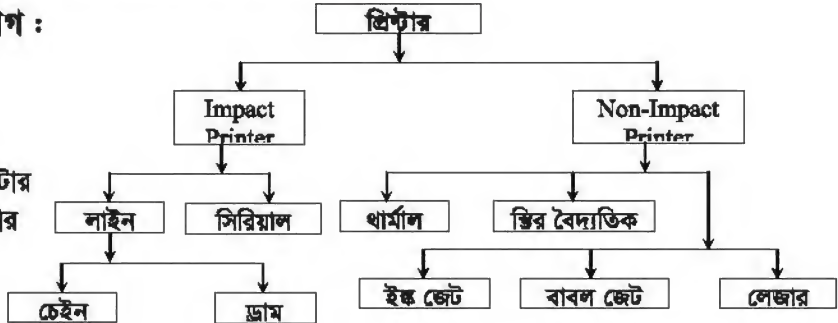 গ :
প্রিন্টার
Impact
Printer
Non-Impact
Printer
টার
ার
লাইন
সিরিয়াল
থার্মাল
স্থির বৈদ্যুতিক
চেইন
ড্রাম
ইঙ্ক জেট
বাবল জেট
লেজার